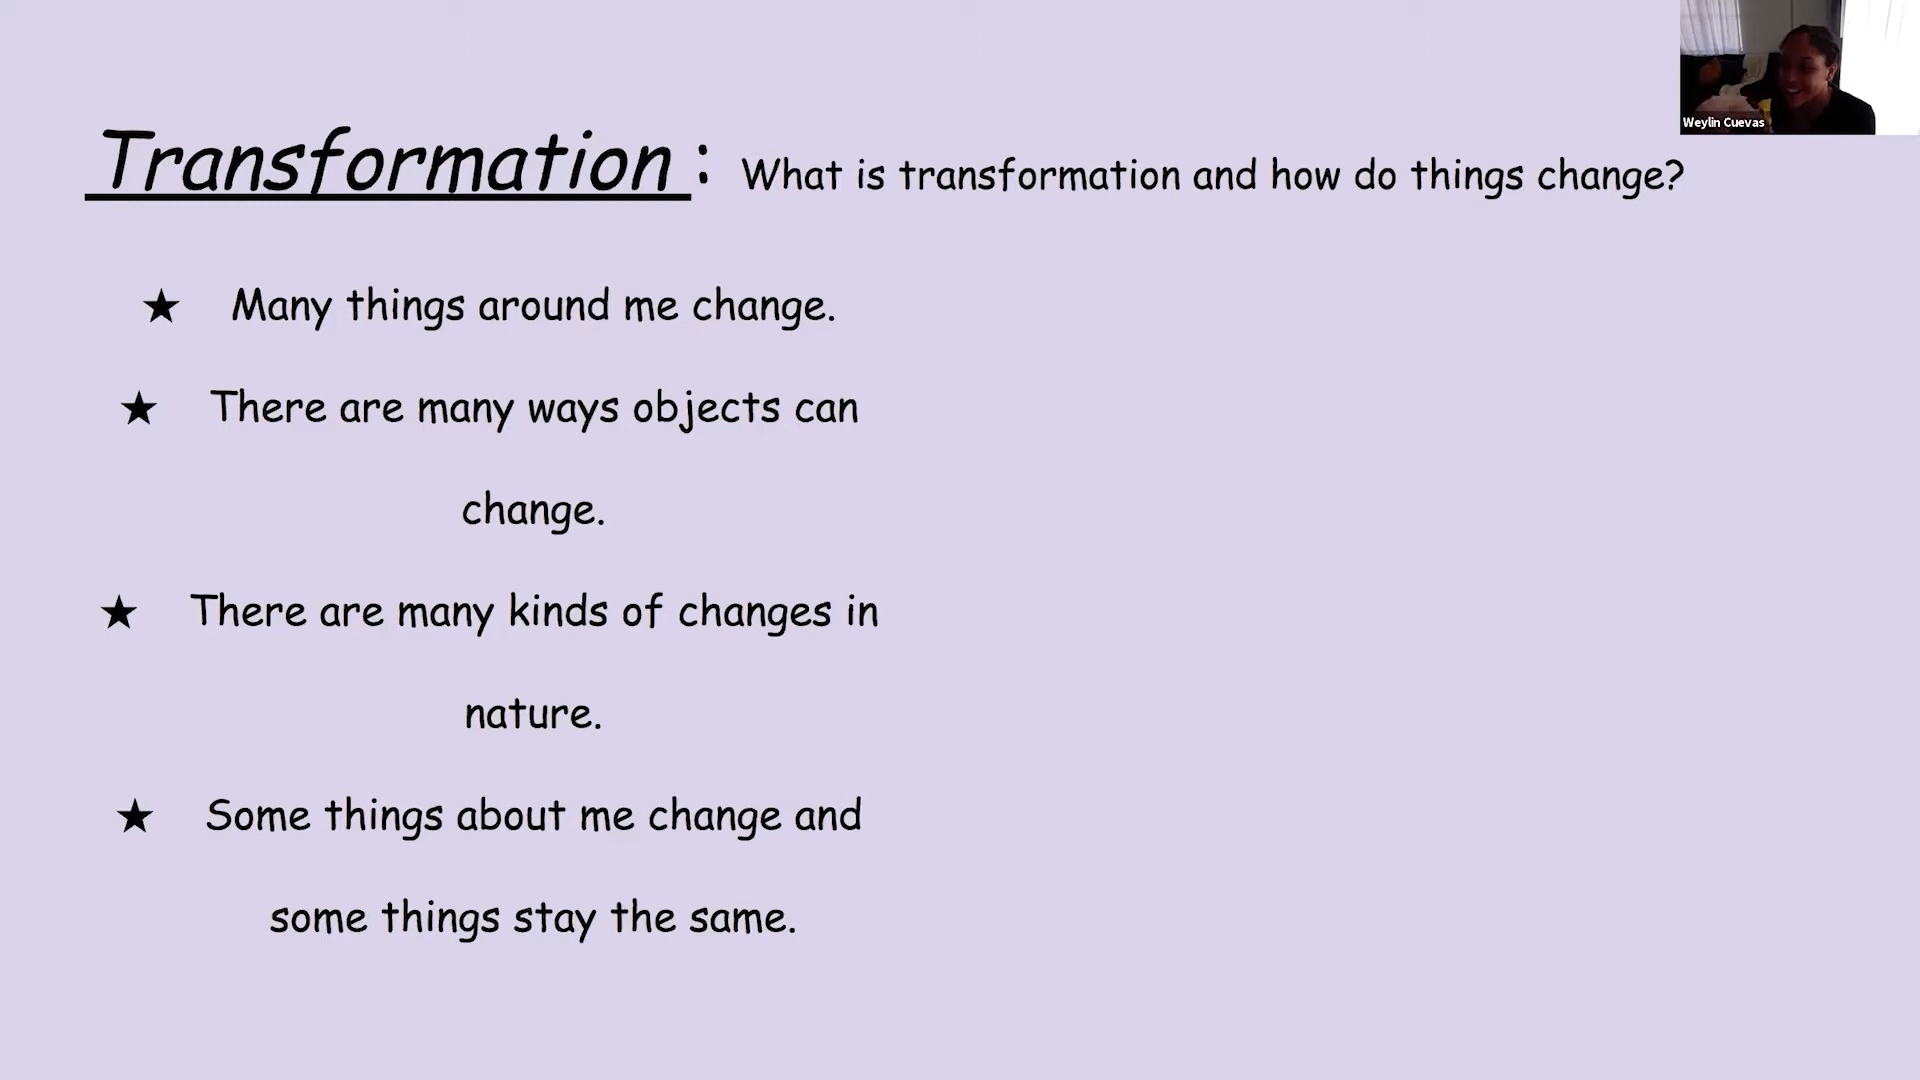 Weylin Cuevas
Transformation: What is transformation and how do things change?
★ Many things around me change.
★ There are many ways objects can
change.
★ There are many kinds of changes in
nature.
★ Some things about me change and
some things stay the same.